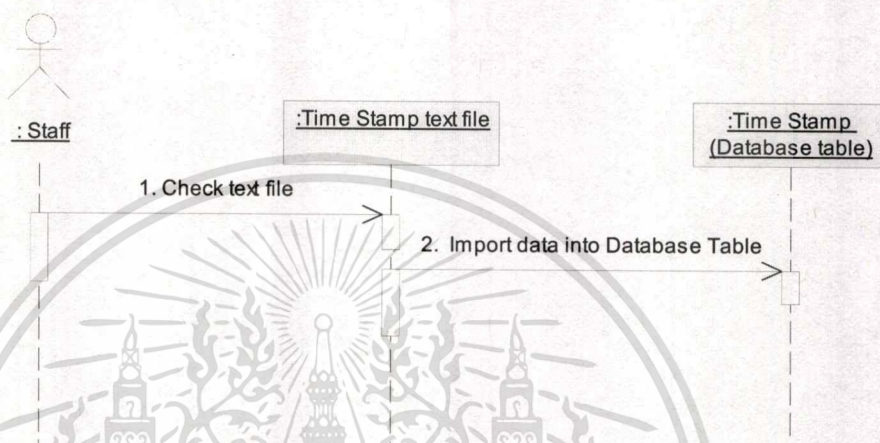 : Staff
:Time Stamp text file
:Time Stamp
(Database table)
1. Check text file
2. Import data into Database Table